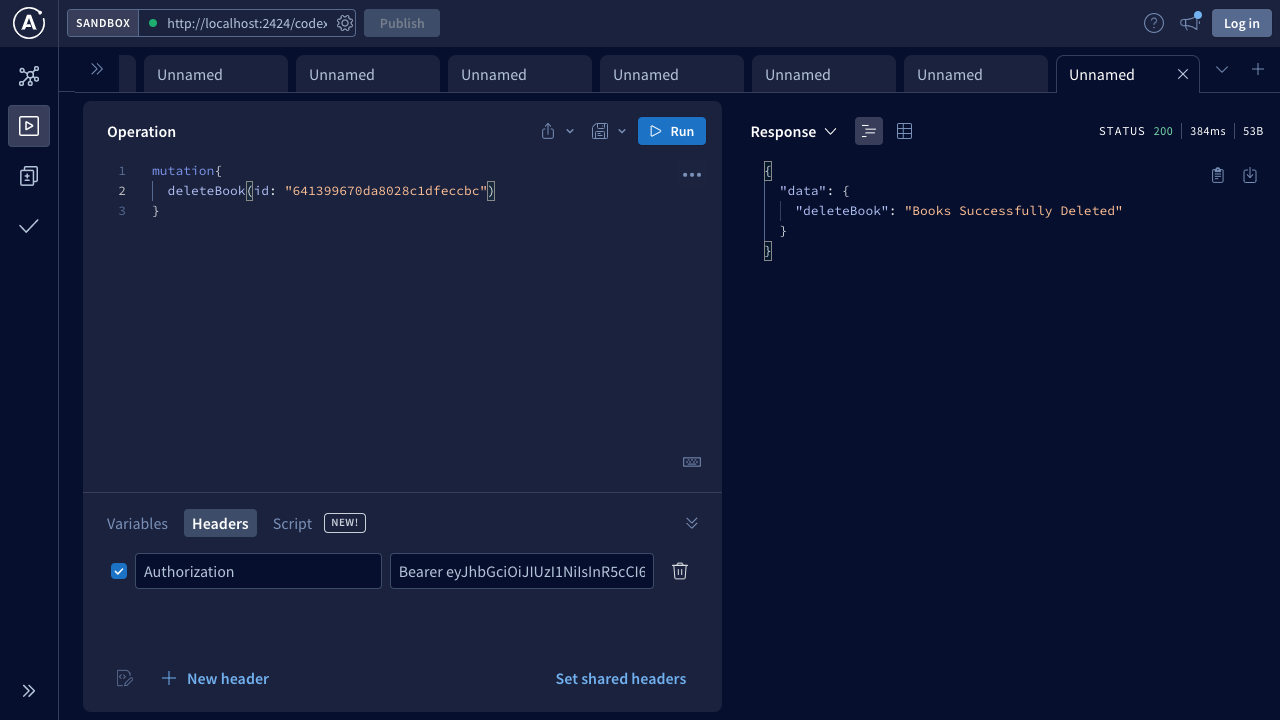 SANDBOX
http://localhost:2424/codex
Publish
Log in
Unnamed
Unnamed
Unnamed
Unnamed
Unnamed
Unnamed
Unnamed
Operation
Run
1 mutation{
2 deleteBook(id: "641399670da8028c1dfeccbc")
3 }
Response
STATUS 200 384ms 53B
{
"data": {
"deleteBook": "Books Successfully Deleted"
}
}
Variables
Headers
Script
NEW!
Authorization
Bearer eyJhbGciOiJIUzI1NiIsInR5cCI6
New header
Set shared headers